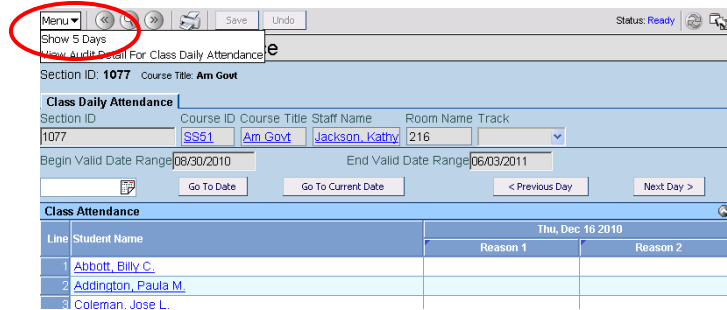 Menu Save Undo Status: Ready
Show 5 Days
View Audit Detail For Class Daily Attendance ce
Section ID: 1077 Course Title: Am Govt
Class Daily Attendance
Section ID Course ID Course Title Staff Name Room Name Track
1077 SS51 Am Govt Jackson, Kathy 216
Begin Valid Date Range 08/30/2010 End Valid Date Range 06/03/2011
Go To Date Go To Current Date < Previous Day Next Day >
Class Attendance
Line Student Name Thu, Dec 16 2010
Reason 1 Reason 2
1 Abbott, Billy C.
2 Addington, Paula M.
3 Coleman, Jose L.